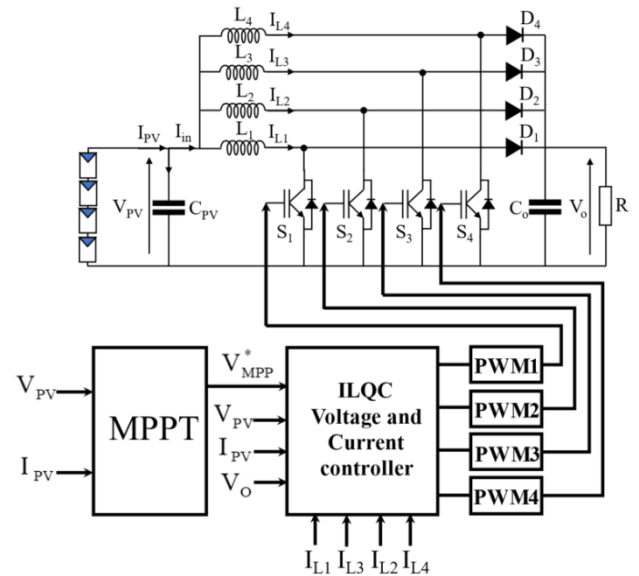 L4 IL4 D4
L3 IL3 D3
L2 IL2 D2
IPV Iin L1 IL1 D1
VPV CPV S1 S2 S3 S4 Co Vo R
V*MPP
VPV
IPV
MPPT
VPV
IPV
VO
ILQC
Voltage and
Current
controller
PWM1
PWM2
PWM3
PWM4
IL1 IL3 IL2 IL4